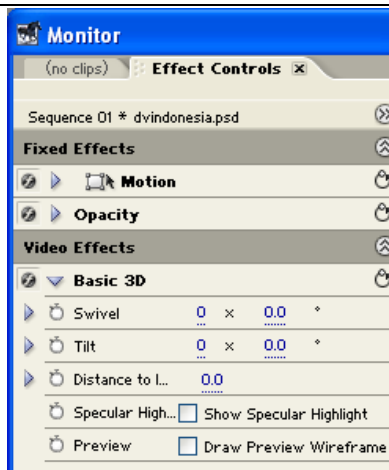 Monitor
(no clips) Effect Controls
Sequence 01 * dvindonesia.psd
Fixed Effects
Motion
Opacity
Video Effects
Basic 3D
Swivel 0 x 0.0 °
Tilt 0 x 0.0 °
Distance to I... 0.0
Specular High... Show Specular Highlight
Preview Draw Preview Wireframe